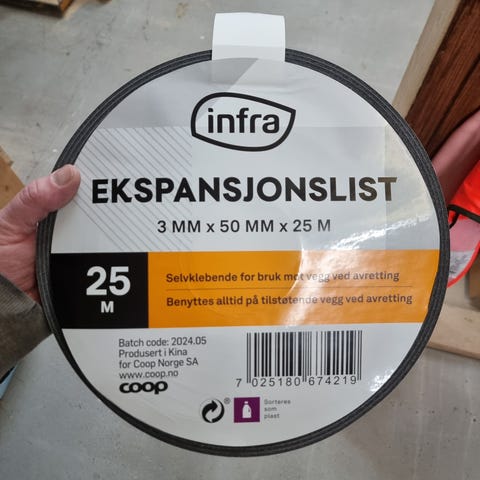 infra
EKSPANSJONSLIST
3 MM x 50 MM x 25 M
25
M
Selvklebende for bruk mot vegg ved avretting
Benyttes alltid på tilstøtende vegg ved avretting
Batch code: 2024.05
Produsert i Kina
for Coop Norge SA
www.coop.no
coop
7 025180 674219
®
Sorteres
som
plast